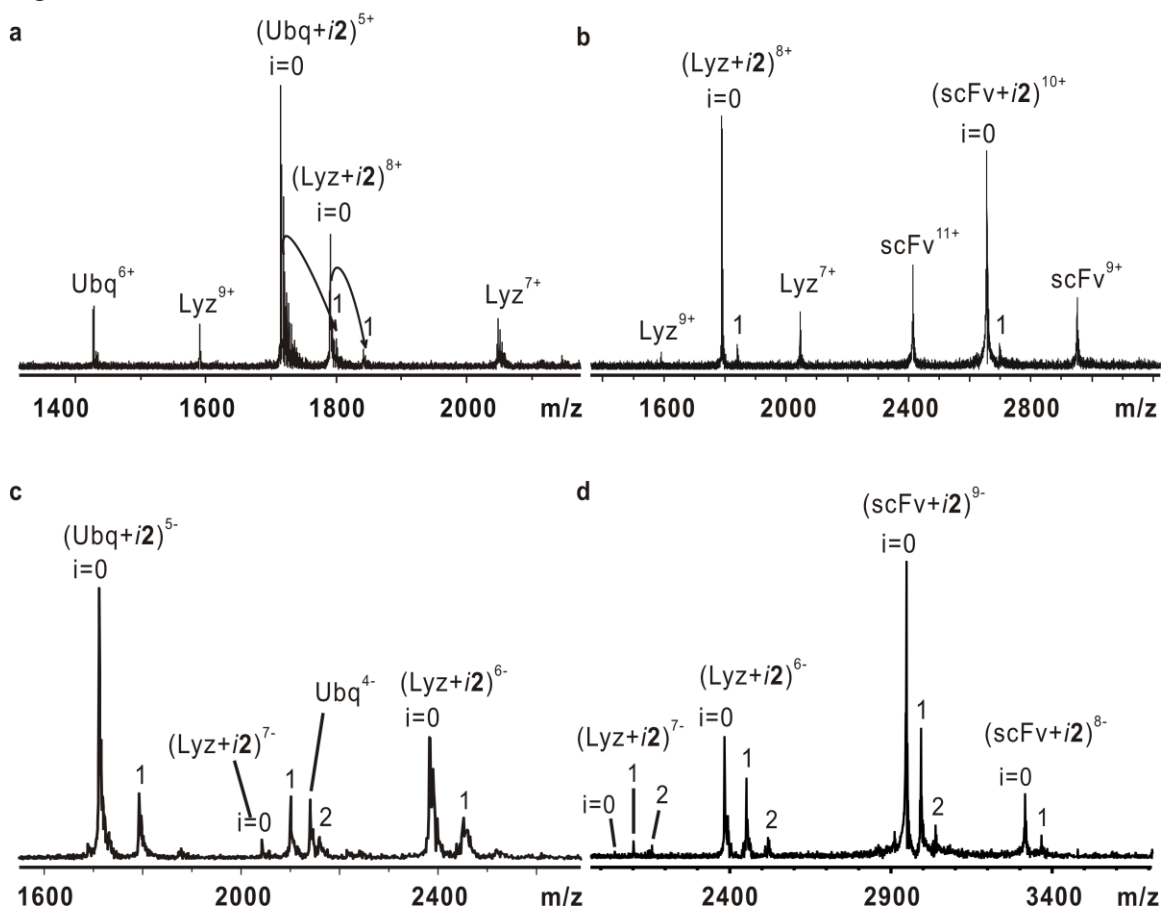 a
(Ubq+i2)5+
i=0
(Lyz+i2)8+
i=0
Ubq6+
Lyz9+
1
1
Lyz7+
1400 1600 1800 2000 m/z
b
(Lyz+i2)8+
i=0
(scFv+i2)10+
i=0
scFv11+
Lyz7+
scFv9+
Lyz9+
1
1
1600 2000 2400 2800 m/z
c
(Ubq+i2)5-
i=0
Ubq4-
(Lyz+i2)6-
i=0
(Lyz+i2)7-
1
i=0
1
2
1
1600 2000 2400 m/z
d
(scFv+i2)9-
i=0
(Lyz+i2)6-
i=0
1
(Lyz+i2)7-
1
(scFv+i2)8-
i=0
i=0
1
2
2
2
1
2400 2900 3400 m/z